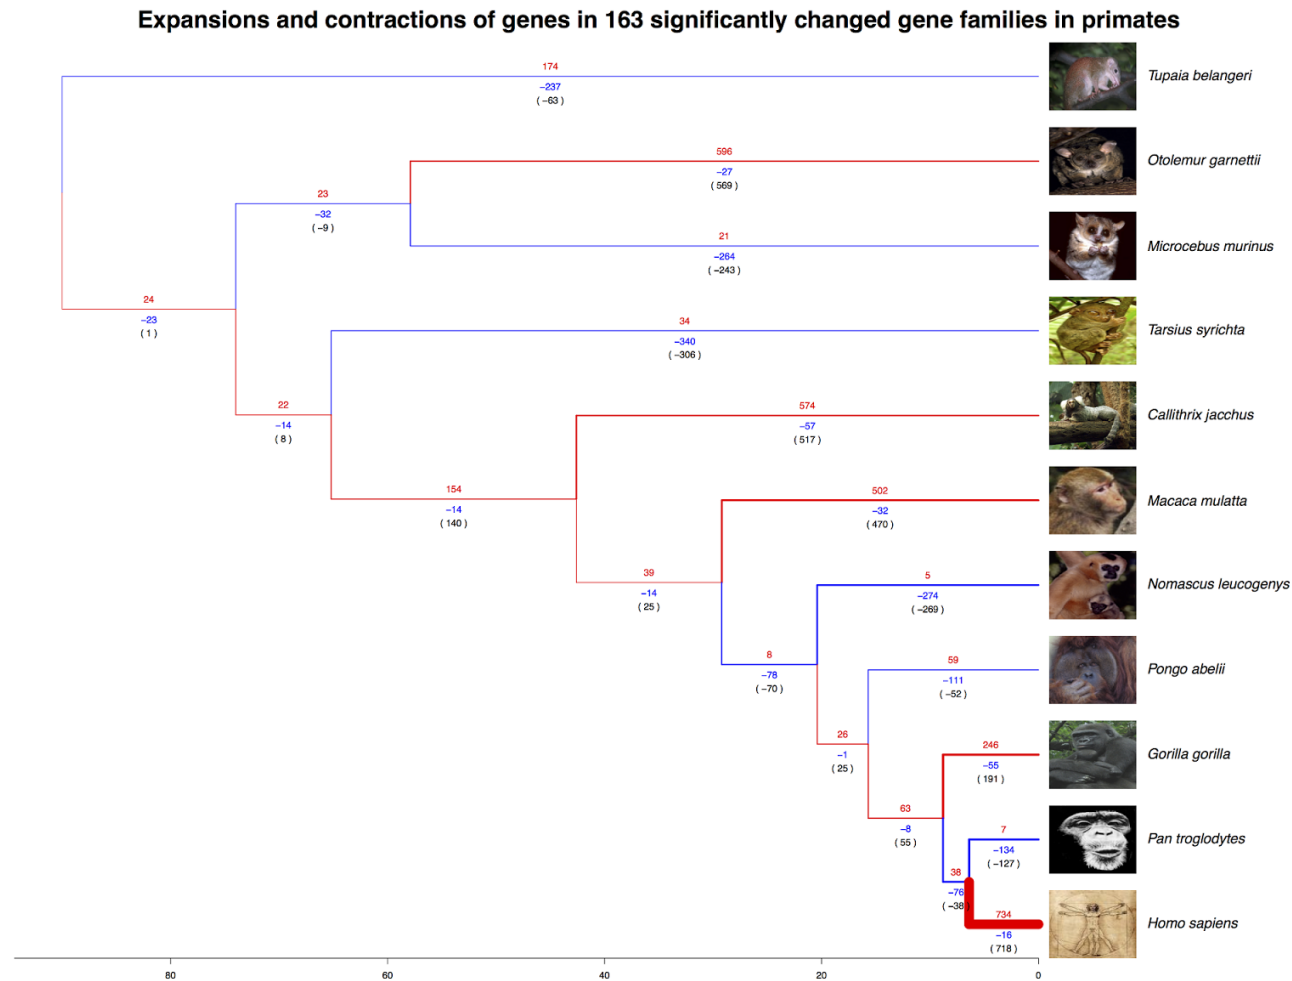 Expansions and contractions of genes in 163 significantly changed gene families in primates
174
−237
( −63 )
Tupaia belangeri
596
−27
( 569 )
Otolemur garnettii
23
−32
( −9 )
21
−264
( −243 )
Microcebus murinus
24
−23
( 1 )
34
−340
( −306 )
Tarsius syrichta
22
−14
( 8 )
574
−57
( 517 )
Callithrix jacchus
154
−14
( 140 )
502
−32
( 470 )
Macaca mulatta
39
−14
( 25 )
5
−274
( −269 )
Nomascus leucogenys
8
−78
( −70 )
59
−111
( −52 )
Pongo abelii
26
−1
( 25 )
246
−55
( 191 )
Gorilla gorilla
63
−8
( 55 )
7
−134
( −127 )
Pan troglodytes
38
−76
( −38 )
734
−16
( 718 )
Homo sapiens
80 60 40 20 0